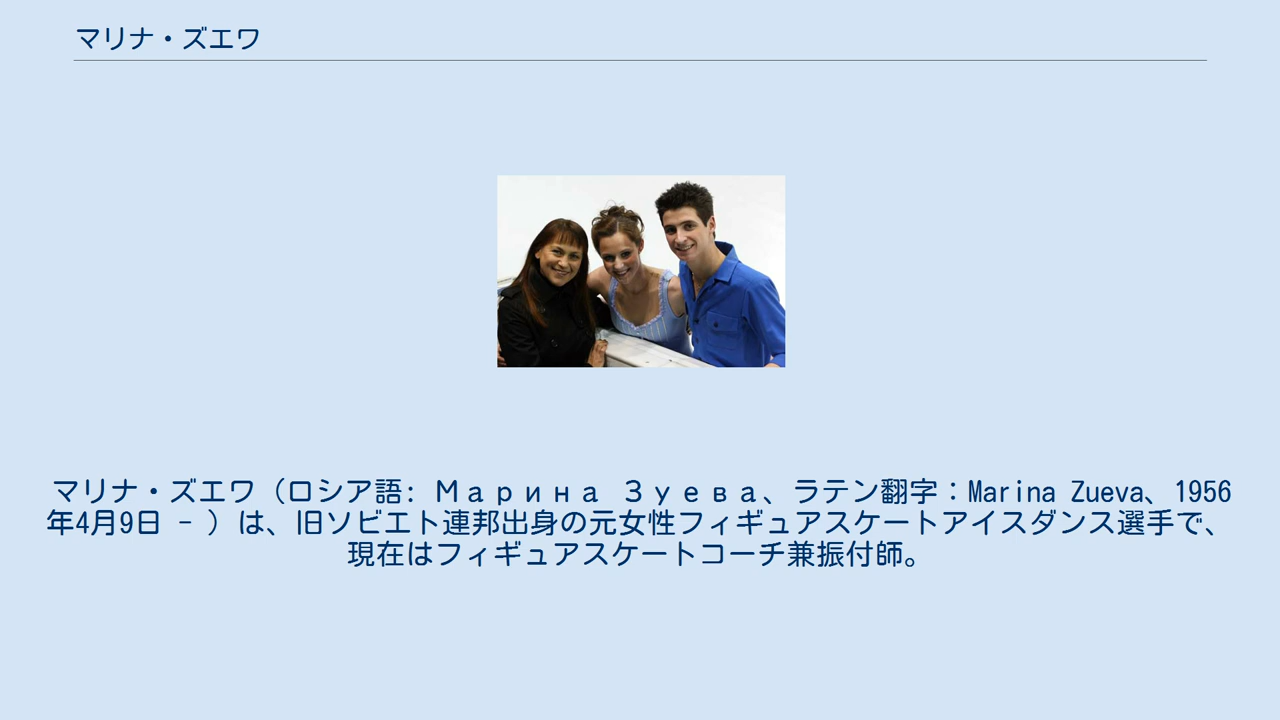 マリナ・ズエワ
マリナ・ズエワ（ロシア語: Марина Зуева、ラテン翻字：Marina Zueva、1956
年4月9日 - ）は、旧ソビエト連邦出身の元女性フィギュアスケートアイスダンス選手で、
現在はフィギュアスケートコーチ兼振付師。